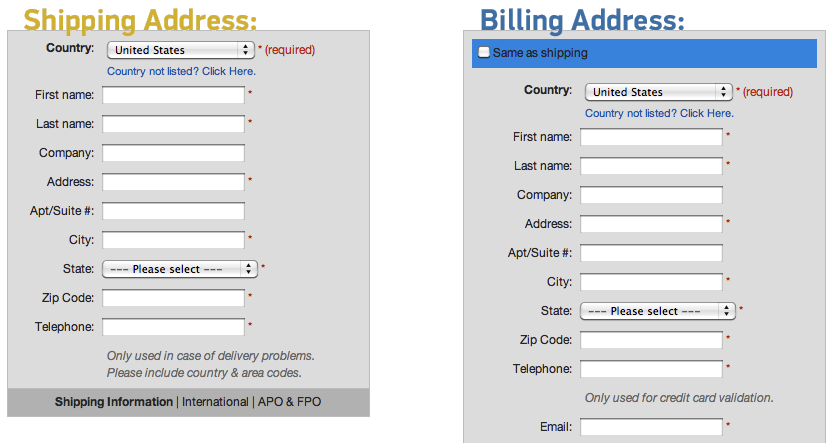 Shipping Address:
Country: United States * (required)
Country not listed? Click Here.
First name: *
Last name: *
Company:
Address: *
Apt/Suite #:
City: *
State: --- Please select --- *
Zip Code: *
Telephone: *
Only used in case of delivery problems.
Please include country & area codes.
Shipping Information | International | APO & FPO
Billing Address:
Same as shipping
Country: United States * (required)
Country not listed? Click Here.
First name: *
Last name: *
Company:
Address: *
Apt/Suite #:
City: *
State: --- Please select --- *
Zip Code: *
Telephone: *
Only used for credit card validation.
Email: *